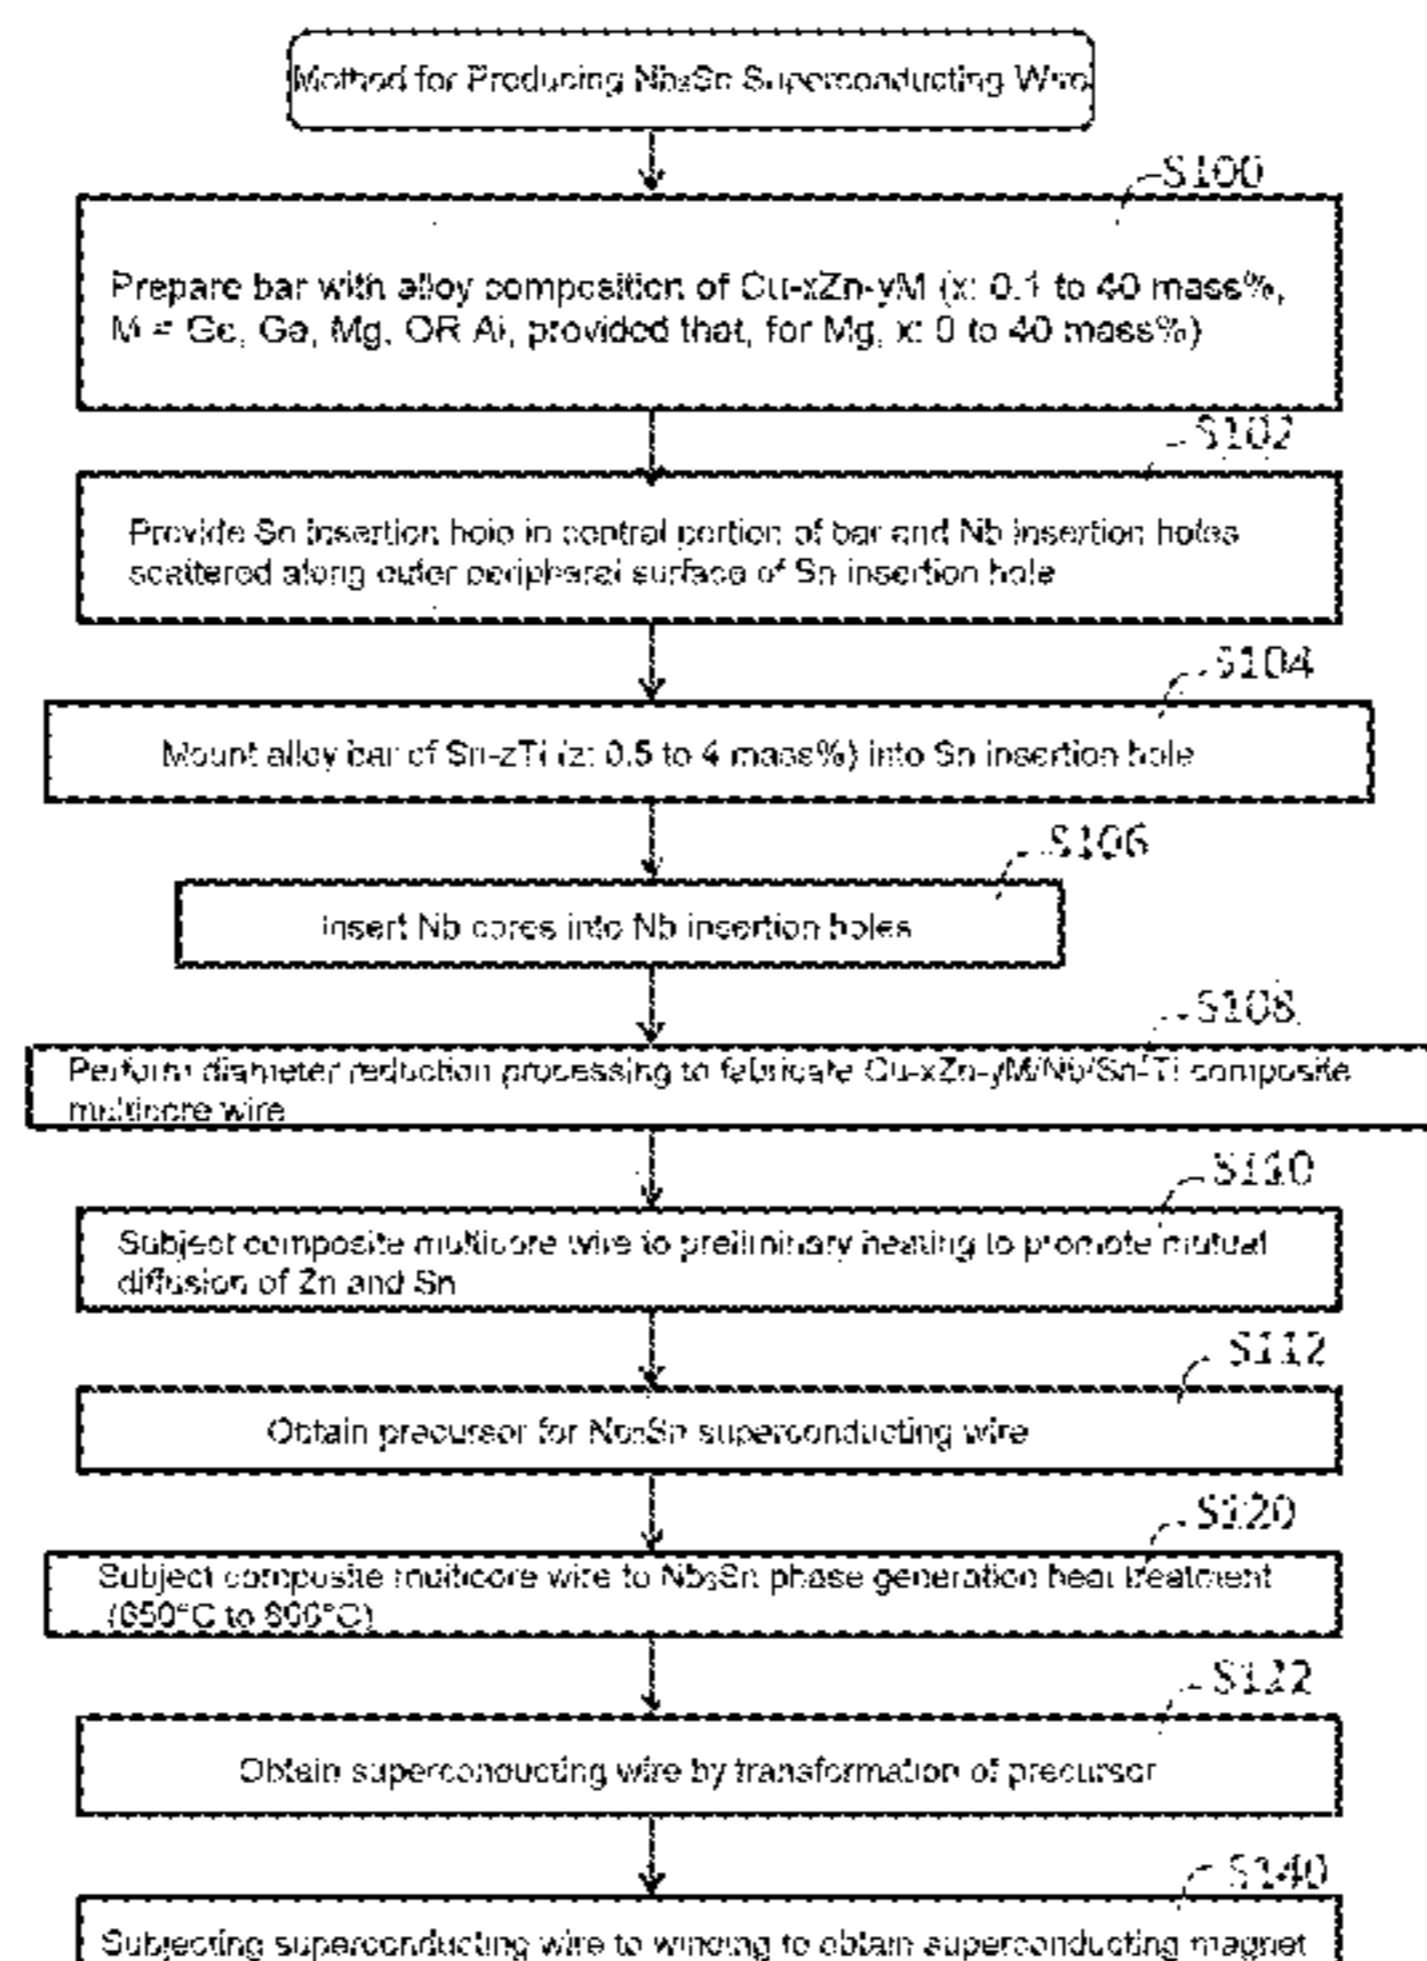 Method for Producing Nb₃Sn Superconducting Wire
S100
Prepare bar with alloy composition of Cu-xZn-yM (x: 0.1 to 40 mass%,
M = Ge, Ga, Mg, OR Al, provided that, for Mg, x: 0 to 40 mass%)
S102
Provide Sn insertion hole in central portion of bar and Nb insertion holes
scattered along outer peripheral surface of Sn insertion hole
S104
Mount alloy bar of Sn-zTi (z: 0.5 to 4 mass%) into Sn insertion hole
S106
Insert Nb cores into Nb insertion holes
S108
Perform diameter reduction processing to fabricate Cu-xZn-yM/Nb/Sn-Ti composite
multicore wire
S110
Subject composite multicore wire to preliminary heating to promote mutual
diffusion of Zn and Sn
S112
Obtain precursor for Nb₃Sn superconducting wire
S120
Subject composite multicore wire to Nb₃Sn phase generation heat treatment
(650°C to 800°C)
S122
Obtain superconducting wire by transformation of precursor
S140
Subjecting superconducting wire to winding to obtain superconducting magnet